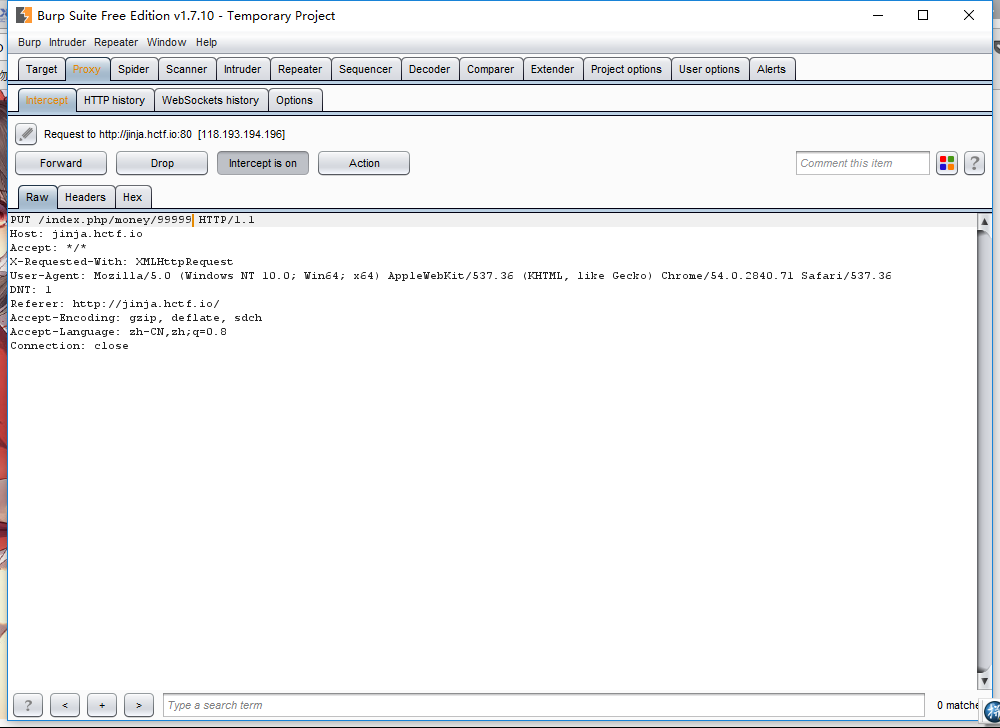 Burp Suite Free Edition v1.7.10 - Temporary Project
Burp Intruder Repeater Window Help
Target Proxy Spider Scanner Intruder Repeater Sequencer Decoder Comparer Extender Project options User options Alerts
Intercept HTTP history WebSockets history Options
Request to http://jinja.hctf.io:80 [118.193.194.196]
Forward Drop Intercept is on Action Comment this item ?
Raw Headers Hex
PUT /index.php/money/99999 HTTP/1.1
Host: jinja.hctf.io
Accept: */*
X-Requested-With: XMLHttpRequest
User-Agent: Mozilla/5.0 (Windows NT 10.0; Win64; x64) AppleWebKit/537.36 (KHTML, like Gecko) Chrome/54.0.2840.71 Safari/537.36
DNT: 1
Referer: http://jinja.hctf.io/
Accept-Encoding: gzip, deflate, sdch
Accept-Language: zh-CN,zh;q=0.8
Connection: close
? < + > Type a search term 0 matche